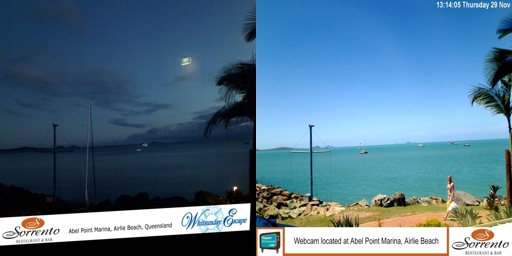 13:14:05 Thursday 29 Nov
Sorrento
RESTAURANT & BAR
Abel Point Marina, Airlie Beach, Queensland
Whitsunday Escape
Webcam located at Abel Point Marina, Airlie Beach
Sorrento
RESTAURANT & BAR